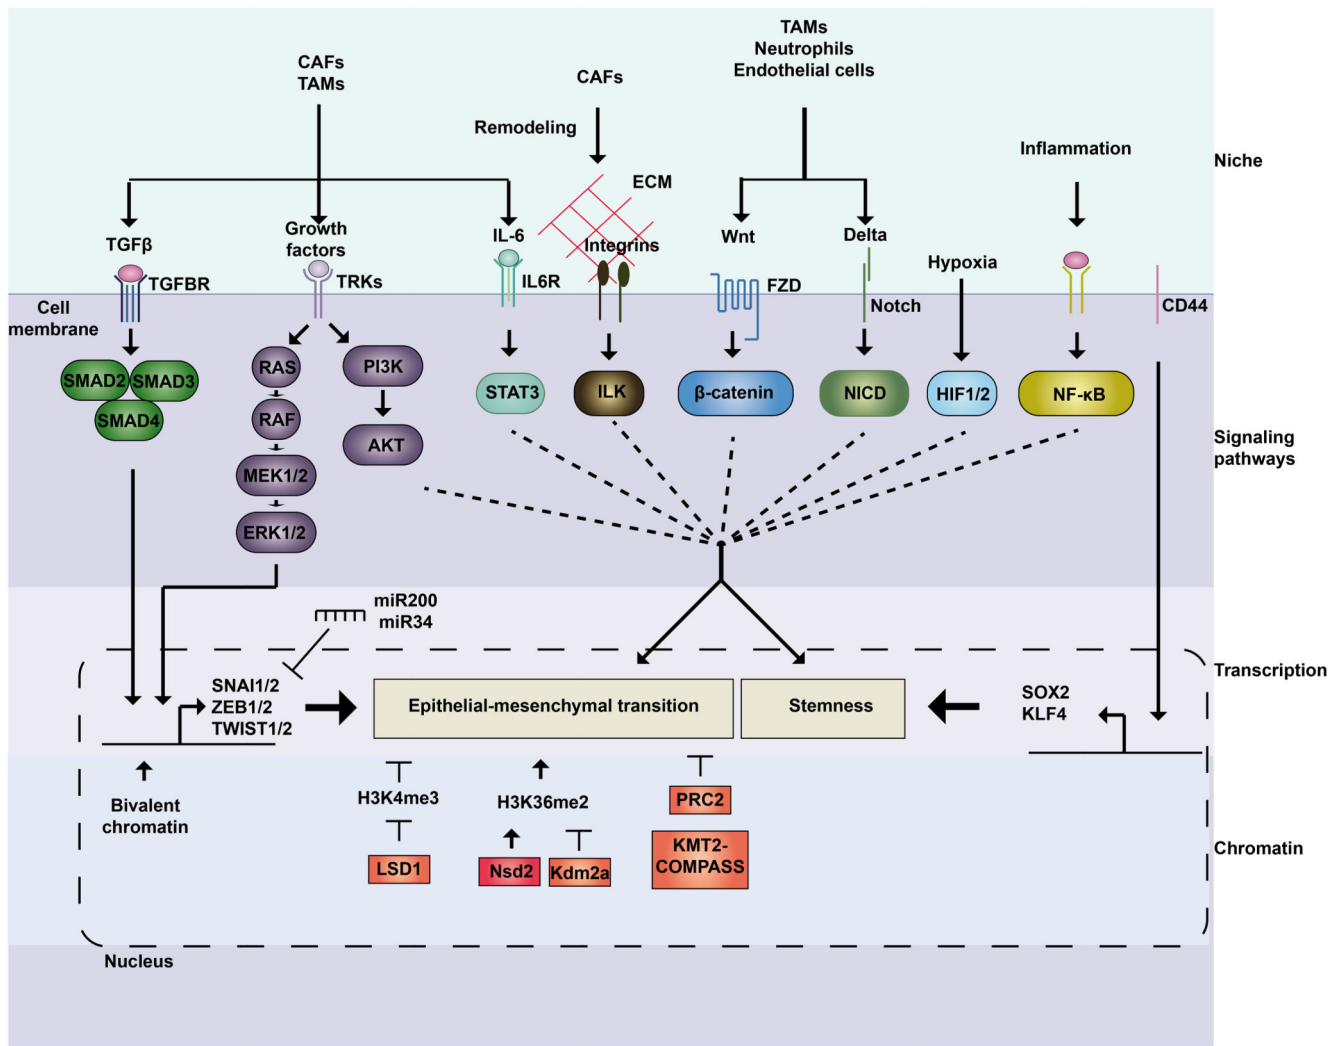 TAMs
Neutrophils
Endothelial cells
CAFs
TAMs
CAFs
Remodeling
Inflammation
Niche
ECM
TGFβ
Growth
factors
IL-6
Integrins
Wnt
Delta
Hypoxia
TGFBR
TRKs
IL6R
FZD
Notch
CD44
Cell
membrane
SMAD2
SMAD3
SMAD4
RAS
PI3K
RAF
AKT
MEK1/2
ERK1/2
STAT3
ILK
β-catenin
NICD
HIF1/2
NF-κB
Signaling
pathways
miR200
miR34
Transcription
SNAI1/2
ZEB1/2
TWIST1/2
Epithelial-mesenchymal transition
Stemness
SOX2
KLF4
Bivalent
chromatin
H3K4me3
H3K36me2
PRC2
LSD1
Nsd2
Kdm2a
KMT2-
COMPASS
Chromatin
Nucleus